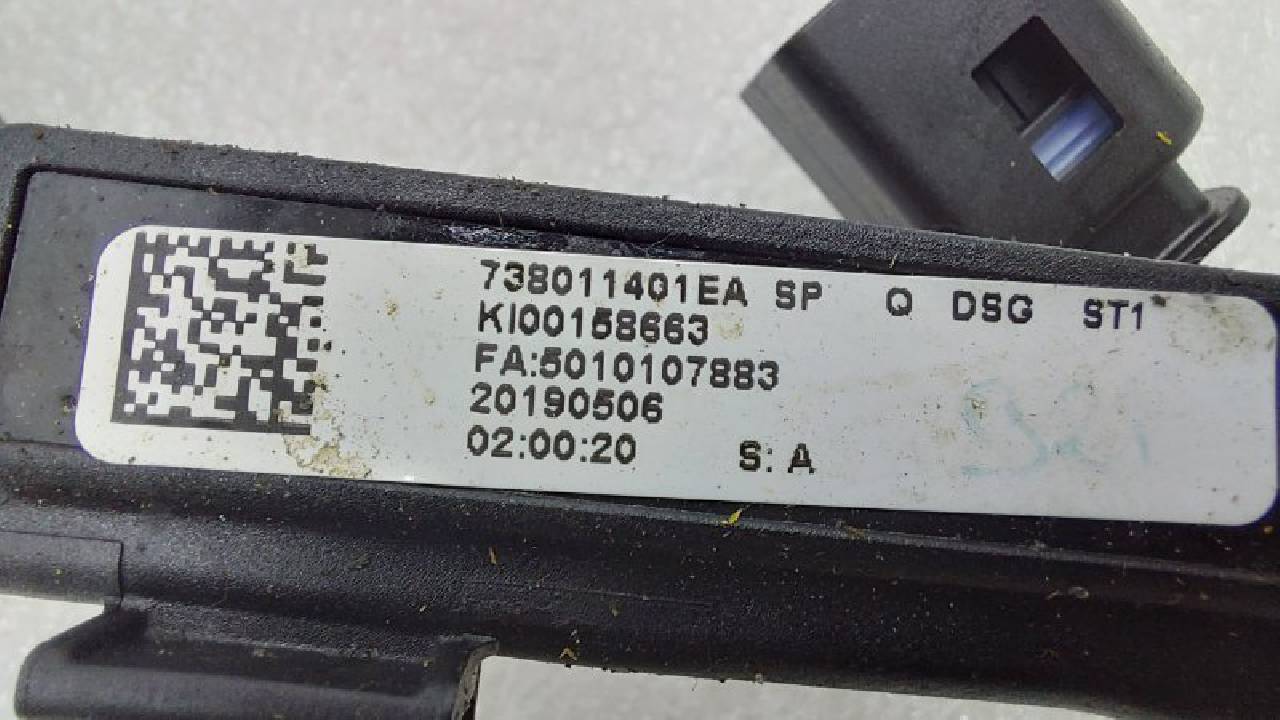 738011401EA SP Q DSG ST1
KI00158663
FA:5010107883
20190506
02:00:20 S: A